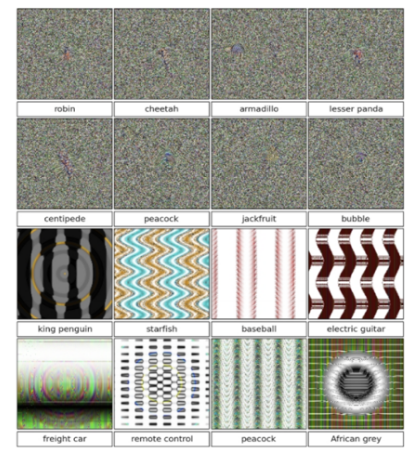 robin cheetah armadillo lesser panda
centipede peacock jackfruit bubble
king penguin starfish baseball electric guitar
freight car remote control peacock African grey